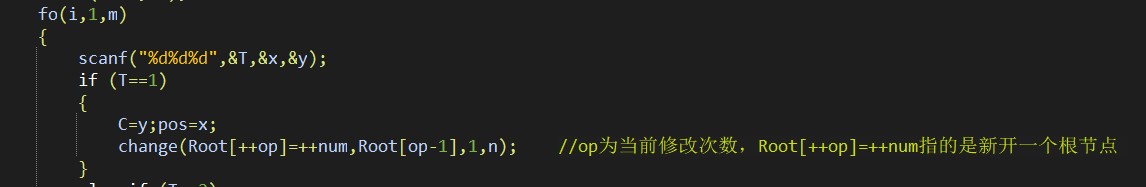 fo(i,1,m)
{
scanf("%d%d%d",&T,&x,&y);
if (T==1)
{
C=y;pos=x;
change(Root[++op]=++num,Root[op-1],1,n); //op为当前修改次数，Root[++op]=++num指的是新开一个根节点
}